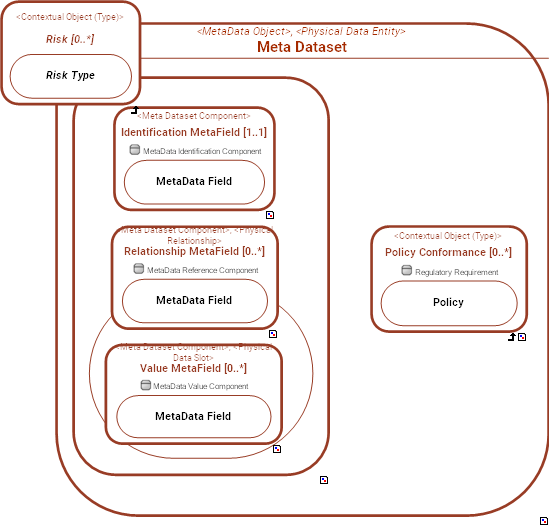 <Contextual Object (Type)>
Risk [0..*]
Risk Type
<MetaData Object>, <Physical Data Entity>
Meta Dataset
<Meta Dataset Component>
Identification MetaField [1..1]
MetaData Identification Component
MetaData Field
<Meta Dataset Component>, <Physical
Relationship>
Relationship MetaField [0..*]
MetaData Reference Component
MetaData Field
<Meta Dataset Component>, <Physical
Data Slot>
Value MetaField [0..*]
MetaData Value Component
MetaData Field
<Contextual Object (Type)>
Policy Conformance [0..*]
Regulatory Requirement
Policy